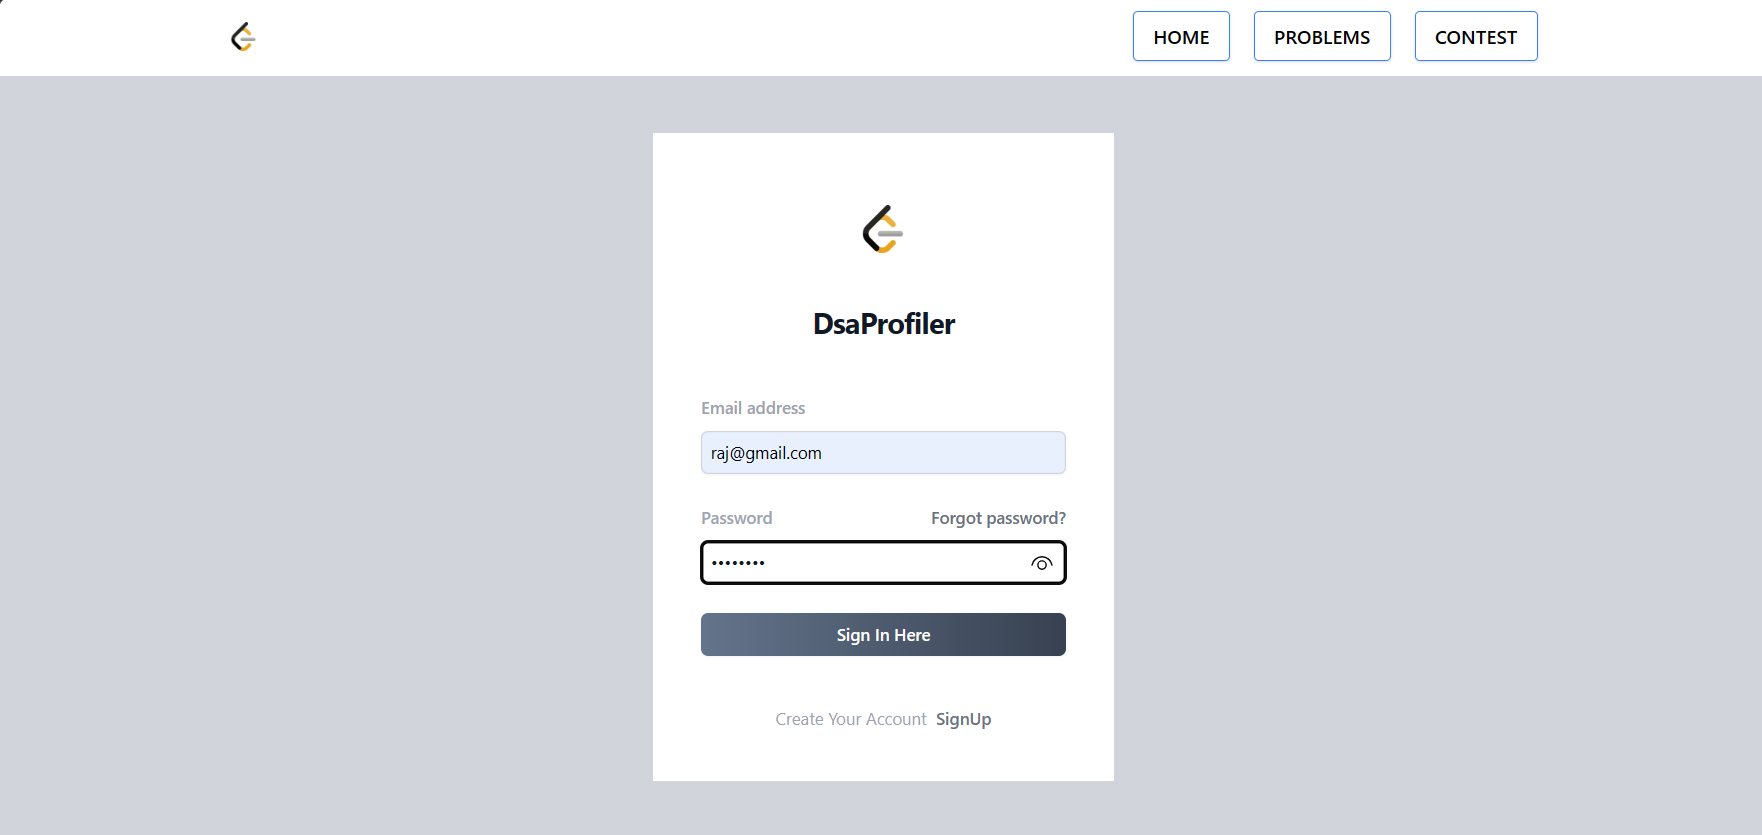 HOME PROBLEMS CONTEST
DsaProfiler
Email address
raj@gmail.com
Password Forgot password?
••••••••
Sign In Here
Create Your Account SignUp